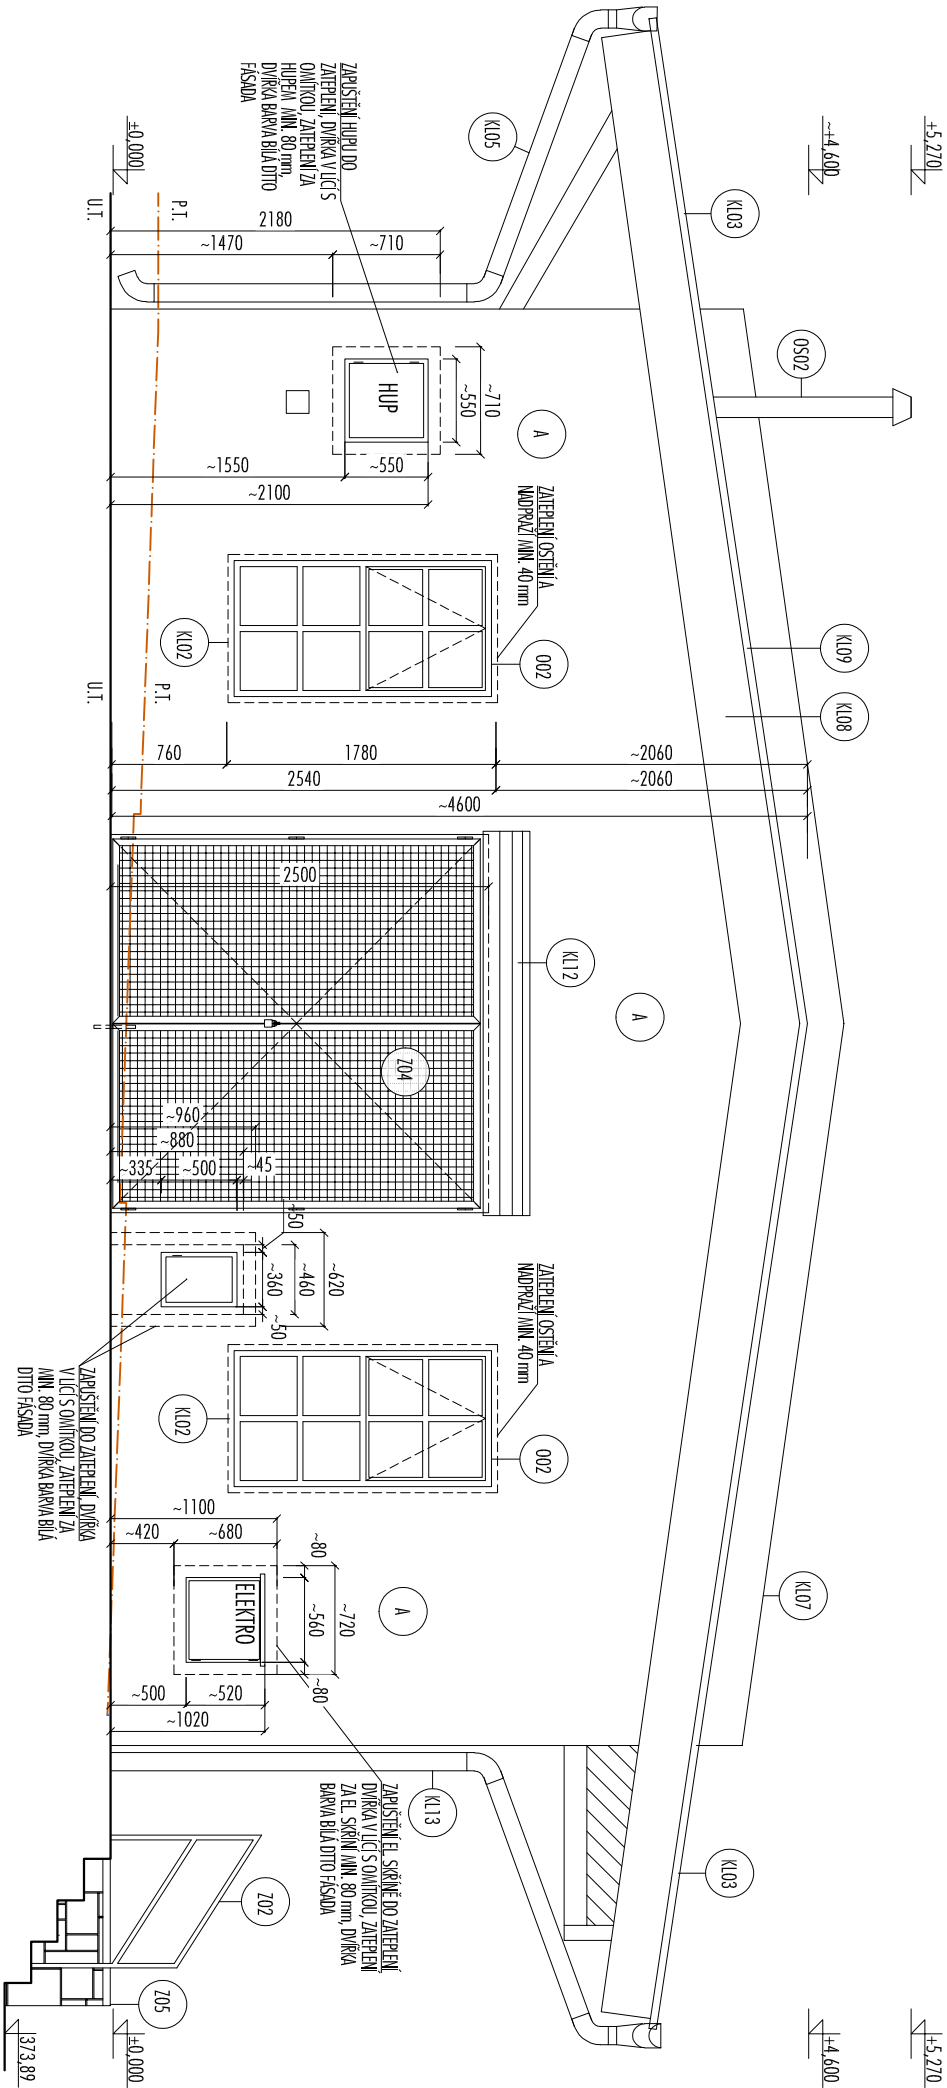 +5,270
~+4,600
±0,000
KL05
KL03
OS02
ZAPUŠTĚNÍ HUPU DO
ZATEPLENÍ, DVÍŘKA V LÍCI S
OMÍTKOU, ZATEPLENÍ ZA
HUPEM MIN. 80 mm,
DVÍŘKA BARVA BÍLÁ DTTO
FASÁDA
U.T.
P.T.
2180
~1470
~710
HUP
~710
~550
A
~1550
~550
~2100
ZATEPLENÍ OSTĚNÍ A
NADPRAŽÍ MIN. 40 mm
KL02
O02
KL09
KL08
U.T.
P.T.
760
1780
~2060
2540
~2060
~4600
2500
KL12
A
Z04
~960
~880
~335
~500
~45
~50
~360
~50
~460
~620
ZATEPLENÍ OSTĚNÍ A
NADPRAŽÍ MIN. 40 mm
KL02
O02
ZAPUŠTĚNÍ DO ZATEPLENÍ, DVÍŘKA
V LÍCI S OMÍTKOU, ZATEPLENÍ ZA
MIN. 80 mm, DVÍŘKA BARVA BÍLÁ
DTTO FASÁDA
~1100
~420
~680
~80
~560
~80
~720
ELEKTRO
A
KL07
~500
~520
~1020
ZAPUŠTĚNÍ EL. SKŘÍNĚ DO ZATEPLENÍ,
DVÍŘKA V LÍCI S OMÍTKOU, ZATEPLENÍ
ZA EL. SKŘÍNÍ MIN. 80 mm, DVÍŘKA
BARVA BÍLÁ DTTO FASÁDA
KL13
KL03
Z02
Z05
+5,270
+4,600
±0,000
373,89